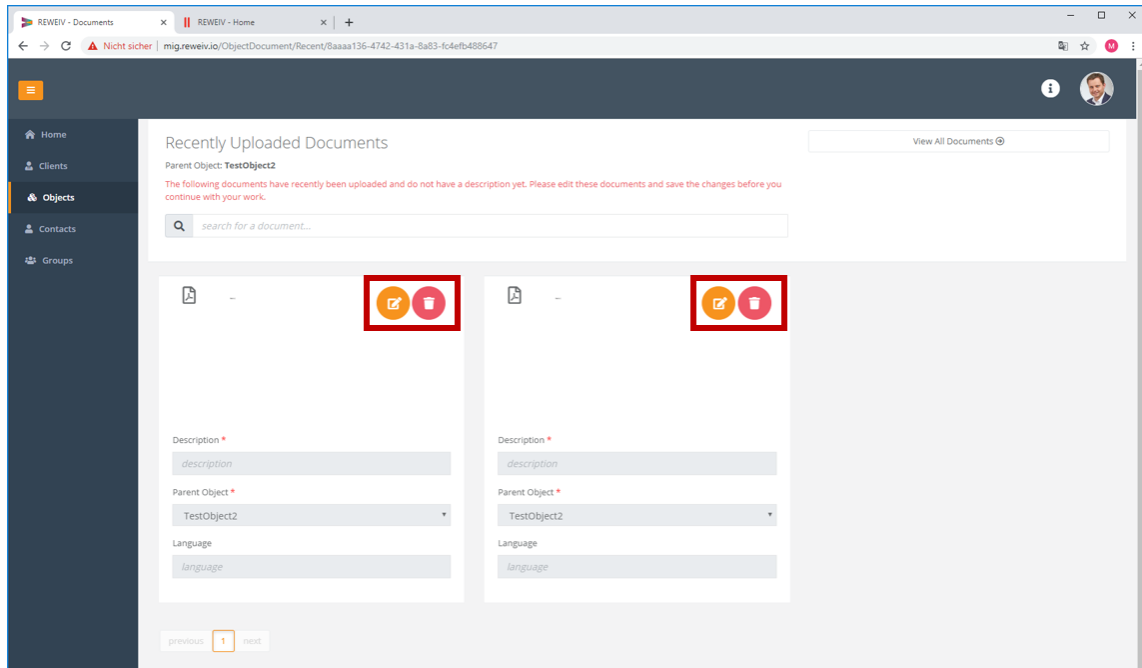 REWEIV - Documents
REWEIV - Home
Nicht sicher
mig.reweiv.io/ObjectDocument/Recent/8aaaa136-4742-431a-8a83-fc4efb488647
M
Home
Clients
Objects
Contacts
Groups
Recently Uploaded Documents
View All Documents
Parent Object: TestObject2
The following documents have recently been uploaded and do not have a description yet. Please edit these documents and save the changes before you
continue with your work.
search for a document...
Description *
description
Parent Object *
TestObject2
Language
language
Description *
description
Parent Object *
TestObject2
Language
language
previous 1 next